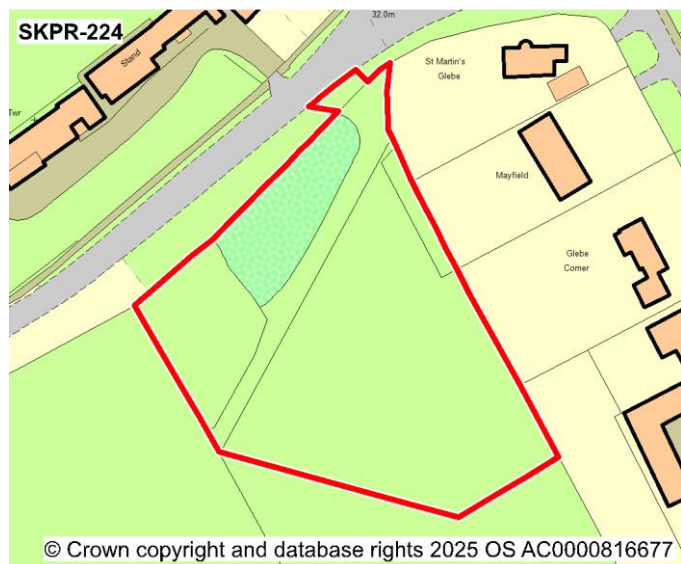 SKPR-224
32.0m
Stand
St Martin's
Glebe
Twr
Mayfield
Glebe
Corner
© Crown copyright and database rights 2025 OS AC0000816677